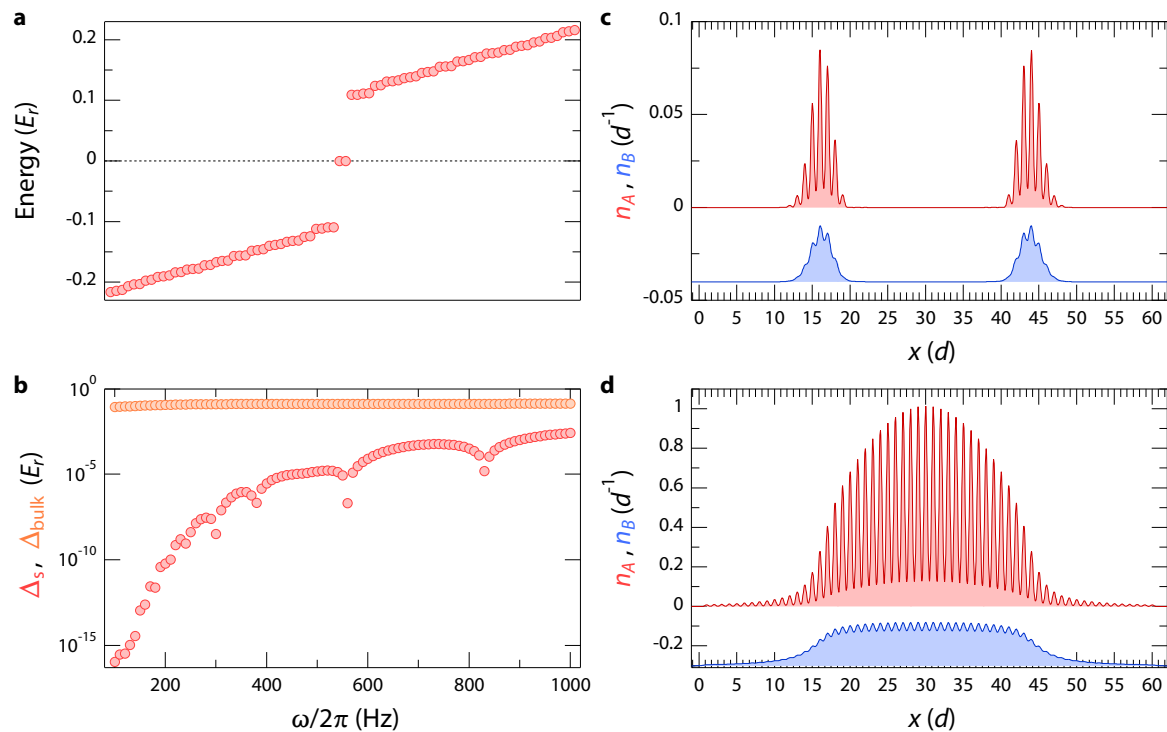 a
0.2
0.1
0
-0.1
-0.2
Energy (E_r)
b
10^0
10^-5
10^-10
10^-15
Δ_s, Δ_bulk (E_r)
200 400 600 800 1000
ω/2π (Hz)
c
0.1
0.05
0
-0.05
n_A, n_B (d^-1)
0 5 10 15 20 25 30 35 40 45 50 55 60
x (d)
d
1
0.8
0.6
0.4
0.2
0
-0.2
n_A, n_B (d^-1)
0 5 10 15 20 25 30 35 40 45 50 55 60
x (d)